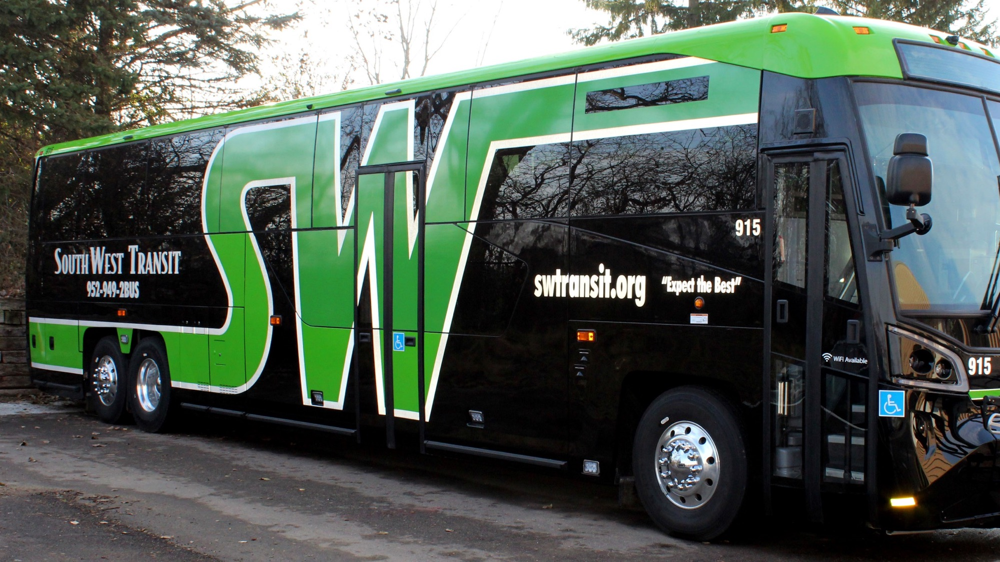 SW
SOUTHWEST TRANSIT
952-949-2BUS
swtransit.org
"Expect the Best"
915
WiFi Available
915